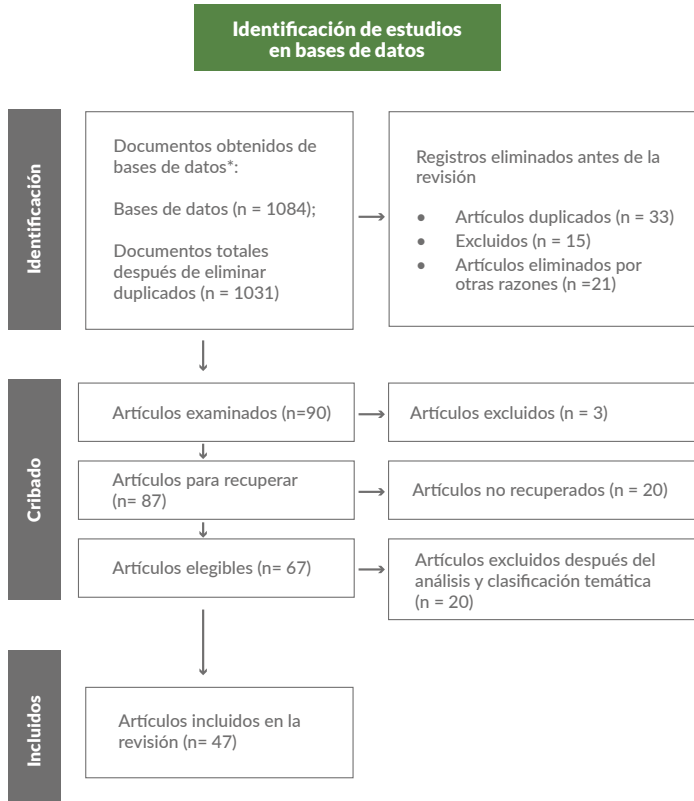 Identificación de estudios
en bases de datos
Identificación
Documentos obtenidos de
bases de datos*:
Bases de datos (n = 1084);
Documentos totales
después de eliminar
duplicados (n = 1031)
Registros eliminados antes de la
revisión
● Artículos duplicados (n = 33)
● Excluidos (n = 15)
● Artículos eliminados por
otras razones (n =21)
Cribado
Artículos examinados (n=90)
Artículos excluidos (n = 3)
Artículos para recuperar
(n= 87)
Artículos no recuperados (n = 20)
Artículos elegibles (n= 67)
Artículos excluidos después del
análisis y clasificación temática
(n = 20)
Incluidos
Artículos incluidos en la
revisión (n= 47)